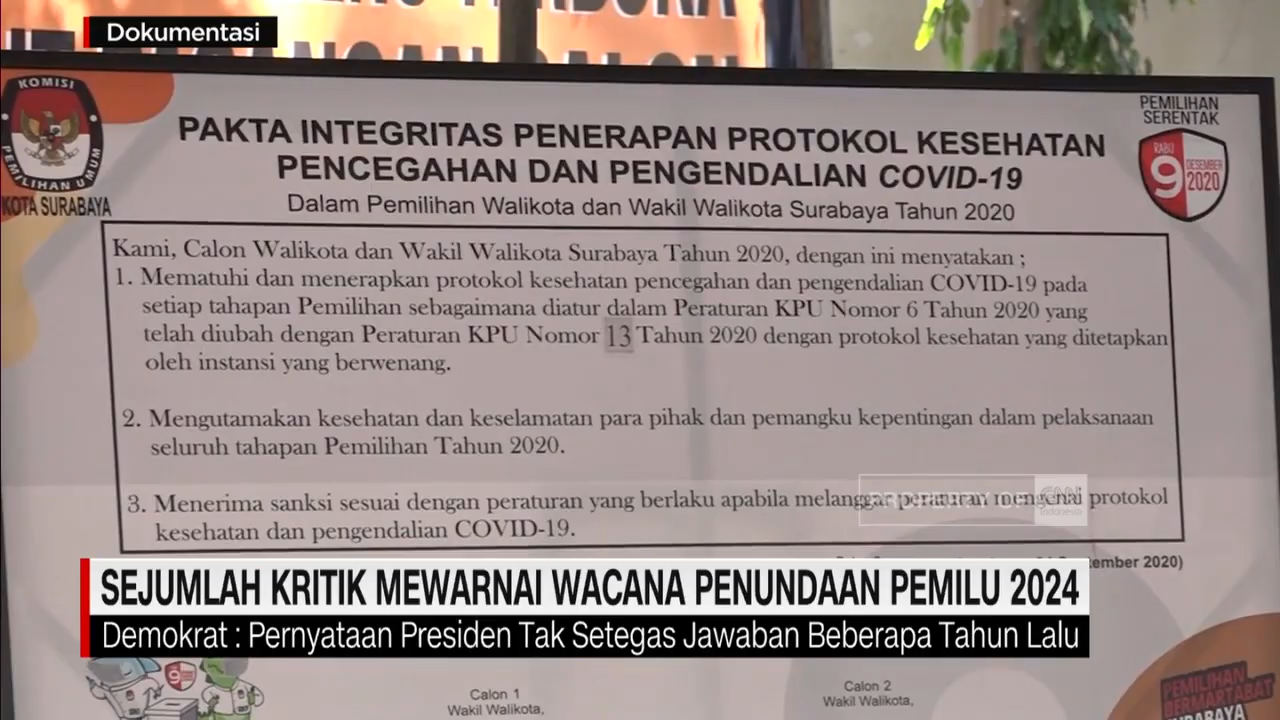 Dokumentasi
KOMISI
PEMILIHAN UMUM
KOTA SURABAYA
PEMILIHAN
SERENTAK
RABU
9 DESEMBER
2020
PAKTA INTEGRITAS PENERAPAN PROTOKOL KESEHATAN
PENCEGAHAN DAN PENGENDALIAN COVID-19
Dalam Pemilihan Walikota dan Wakil Walikota Surabaya Tahun 2020
Kami, Calon Walikota dan Wakil Walikota Surabaya Tahun 2020, dengan ini menyatakan ;
1. Mematuhi dan menerapkan protokol kesehatan pencegahan dan pengendalian COVID-19 pada
setiap tahapan Pemilihan sebagaimana diatur dalam Peraturan KPU Nomor 6 Tahun 2020 yang
telah diubah dengan Peraturan KPU Nomor 13 Tahun 2020 dengan protokol kesehatan yang ditetapkan
oleh instansi yang berwenang.
2. Mengutamakan kesehatan dan keselamatan para pihak dan pemangku kepentingan dalam pelaksanaan
seluruh tahapan Pemilihan Tahun 2020.
3. Menerima sanksi sesuai dengan peraturan yang berlaku apabila melanggar peraturan mengenai protokol
kesehatan dan pengendalian COVID-19.
PROPERTY OF CNN Indonesia
2020)
SEJUMLAH KRITIK MEWARNAI WACANA PENUNDAAN PEMILU 2024
Demokrat : Pernyataan Presiden Tak Setegas Jawaban Beberapa Tahun Lalu
9
Calon 1
Wakil Walikota,
Calon 2
Wakil Walikota,
PEMILIHAN
BERMARTABAT
SURABAYA